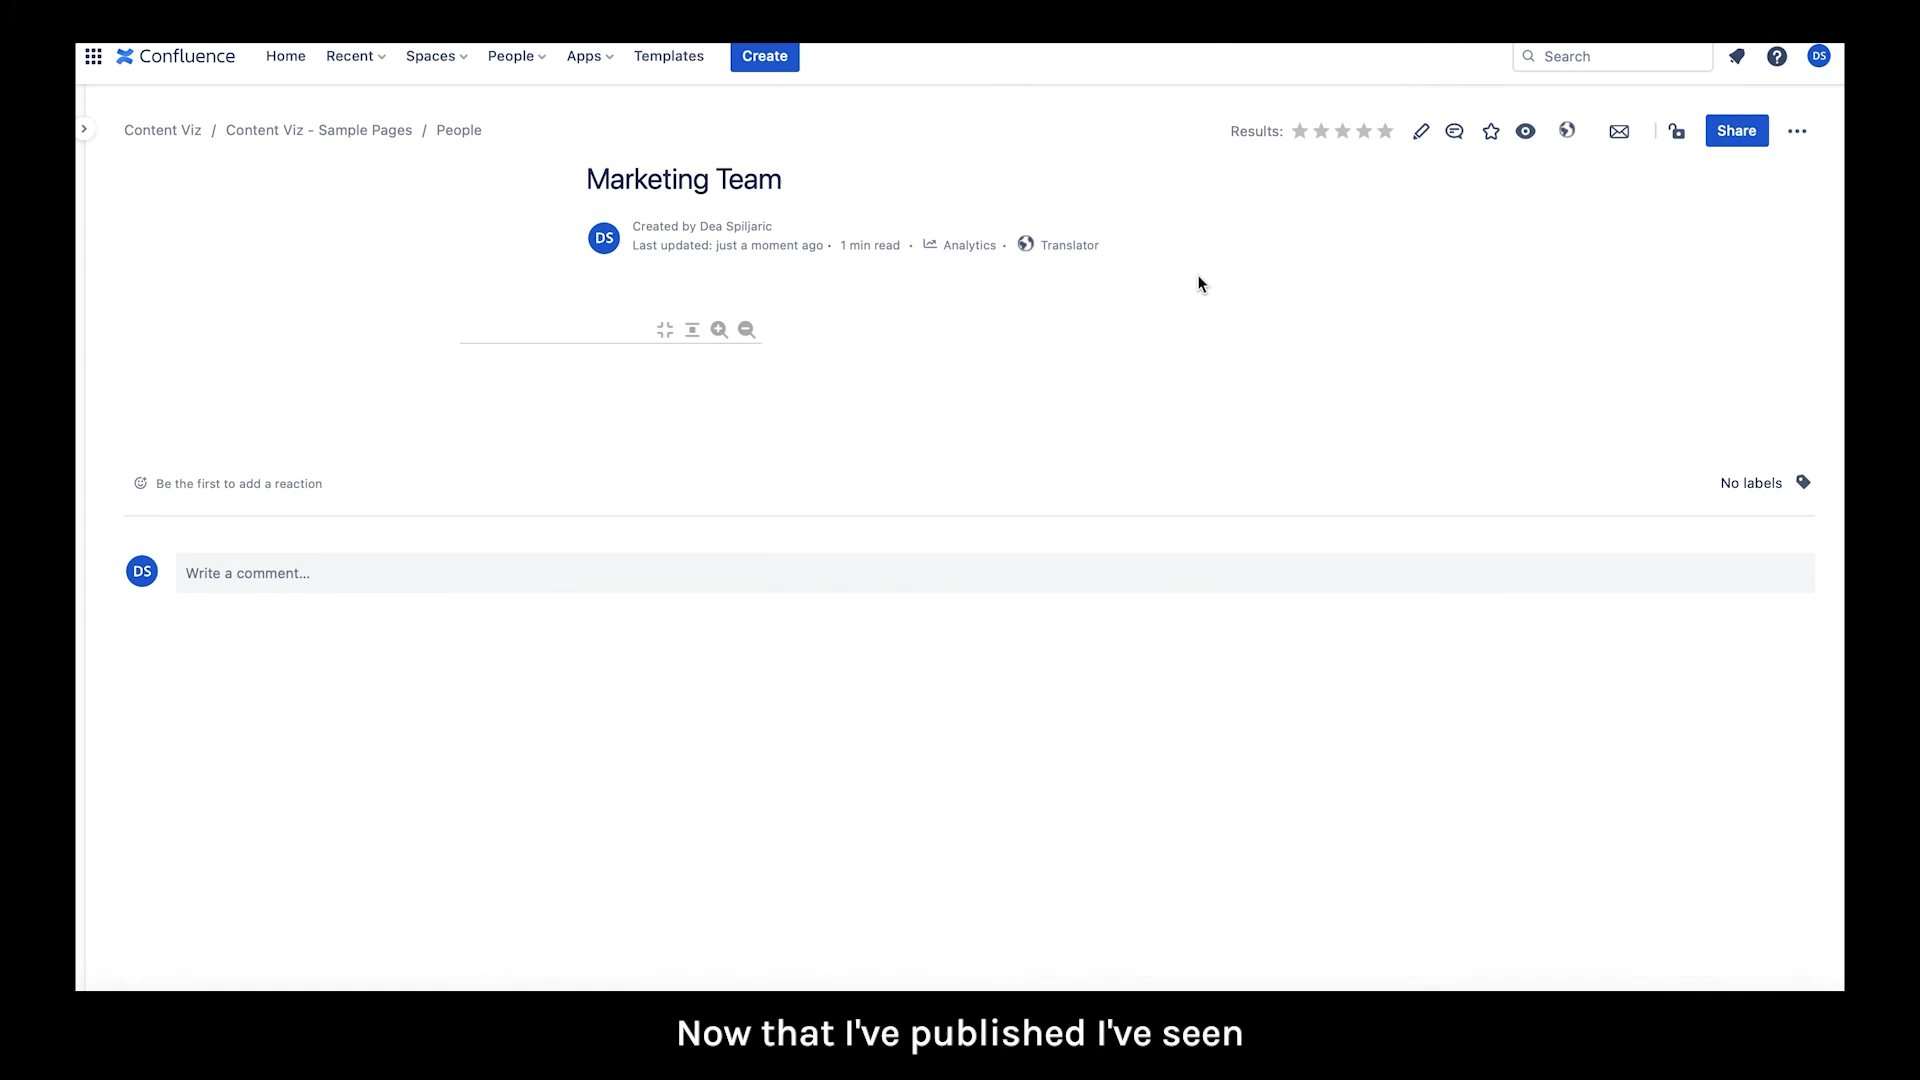 Confluence Home Recent Spaces People Apps Templates Create Search DS
Content Viz / Content Viz - Sample Pages / People Results: Share
Marketing Team
DS Created by Dea Spiljaric
Last updated: just a moment ago • 1 min read • Analytics • Translator
Be the first to add a reaction No labels
DS Write a comment...
Now that I've published I've seen